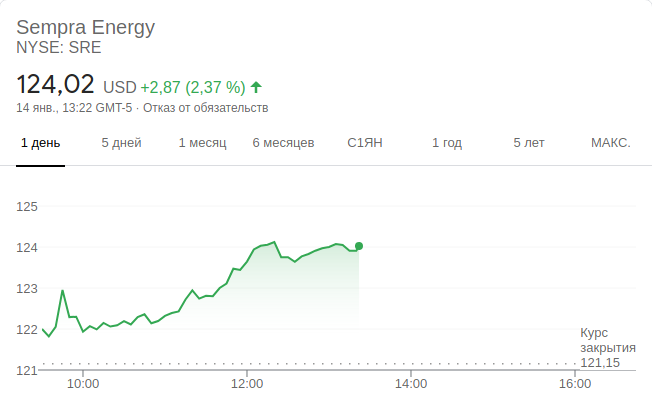 Sempra Energy
NYSE: SRE
124,02 USD +2,87 (2,37 %)
14 янв., 13:22 GMT-5 · Отказ от обязательств
1 день 5 дней 1 месяц 6 месяцев С1ЯН 1 год 5 лет МАКС.
125
124
123
122
Курс
закрытия
121,15
121
10:00 12:00 14:00 16:00